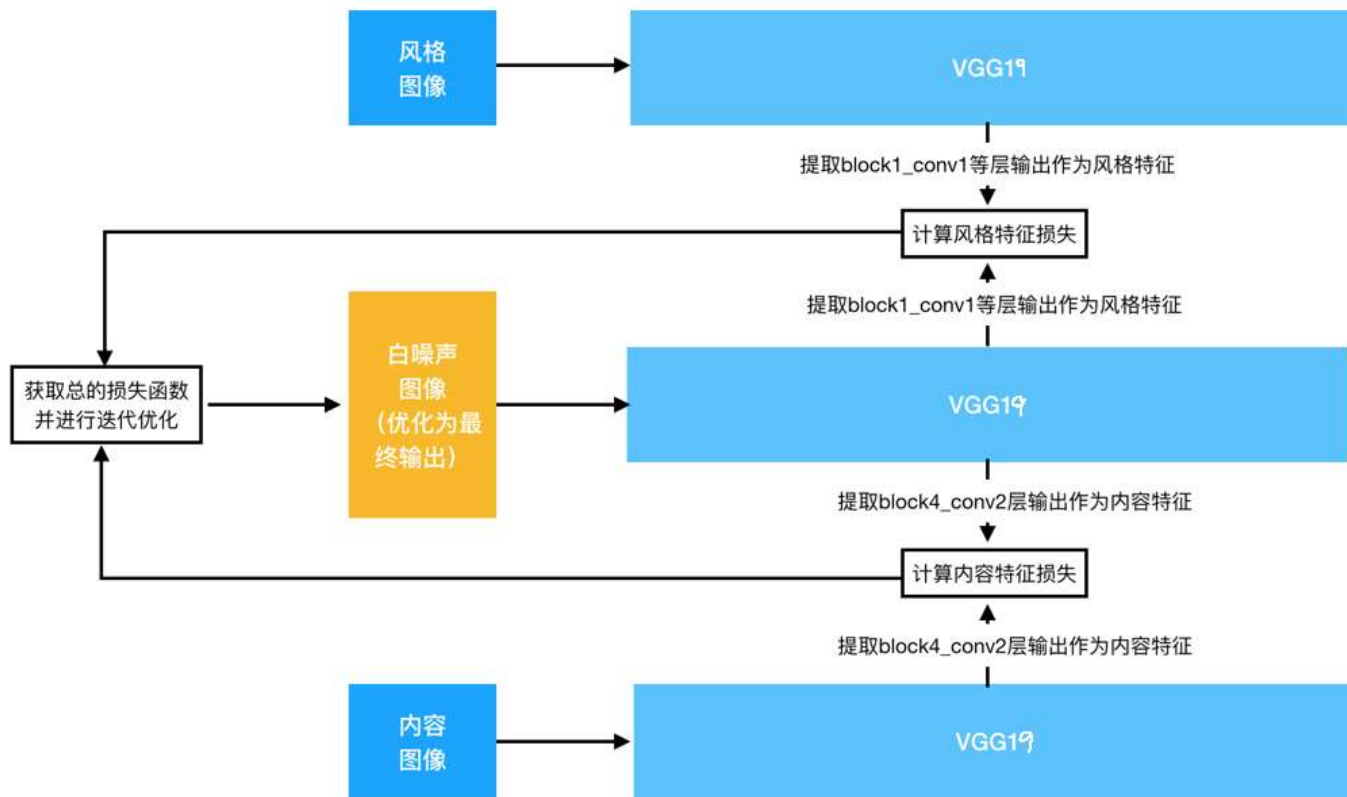 风格
图像
VGG19
提取block1_conv1等层输出作为风格特征
计算风格特征损失
提取block1_conv1等层输出作为风格特征
获取总的损失函数
并进行迭代优化
白噪声
图像
（优化为最
终输出）
VGG19
提取block4_conv2层输出作为内容特征
计算内容特征损失
提取block4_conv2层输出作为内容特征
内容
图像
VGG19